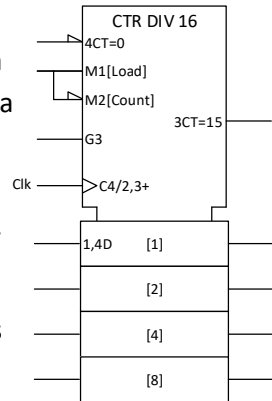 CTR DIV 16
4CT=0
M1[Load]
M2[Count]
3CT=15
G3
Clk
C4/2,3+
1,4D [1]
[2]
[4]
[8]